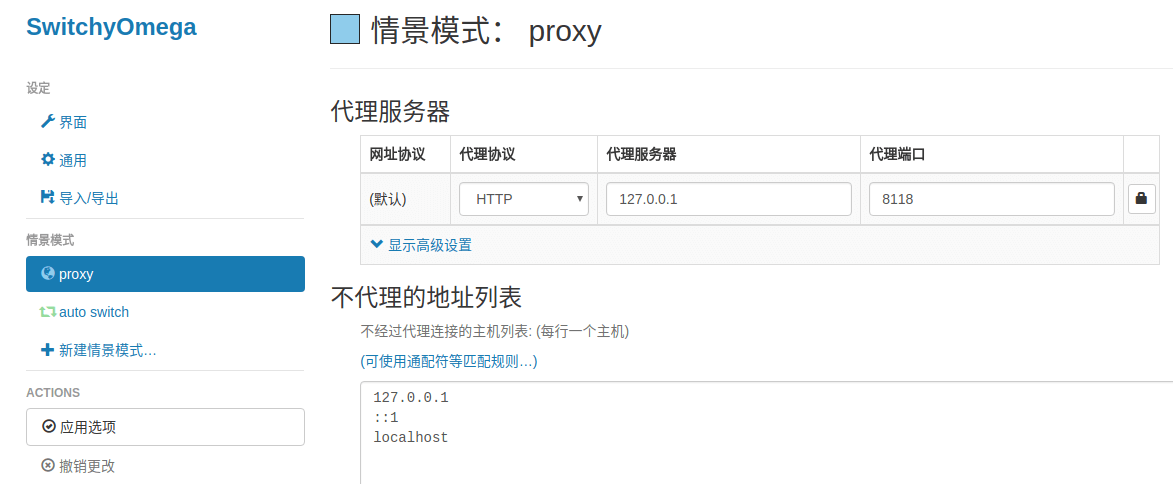 SwitchyOmega
设定
界面
通用
导入/导出
情景模式
proxy
auto switch
新建情景模式…
ACTIONS
应用选项
撤销更改
情景模式： proxy
代理服务器
网址协议 代理协议 代理服务器 代理端口
(默认) HTTP 127.0.0.1 8118
显示高级设置
不代理的地址列表
不经过代理连接的主机列表: (每行一个主机)
(可使用通配符等匹配规则…)
127.0.0.1
::1
localhost